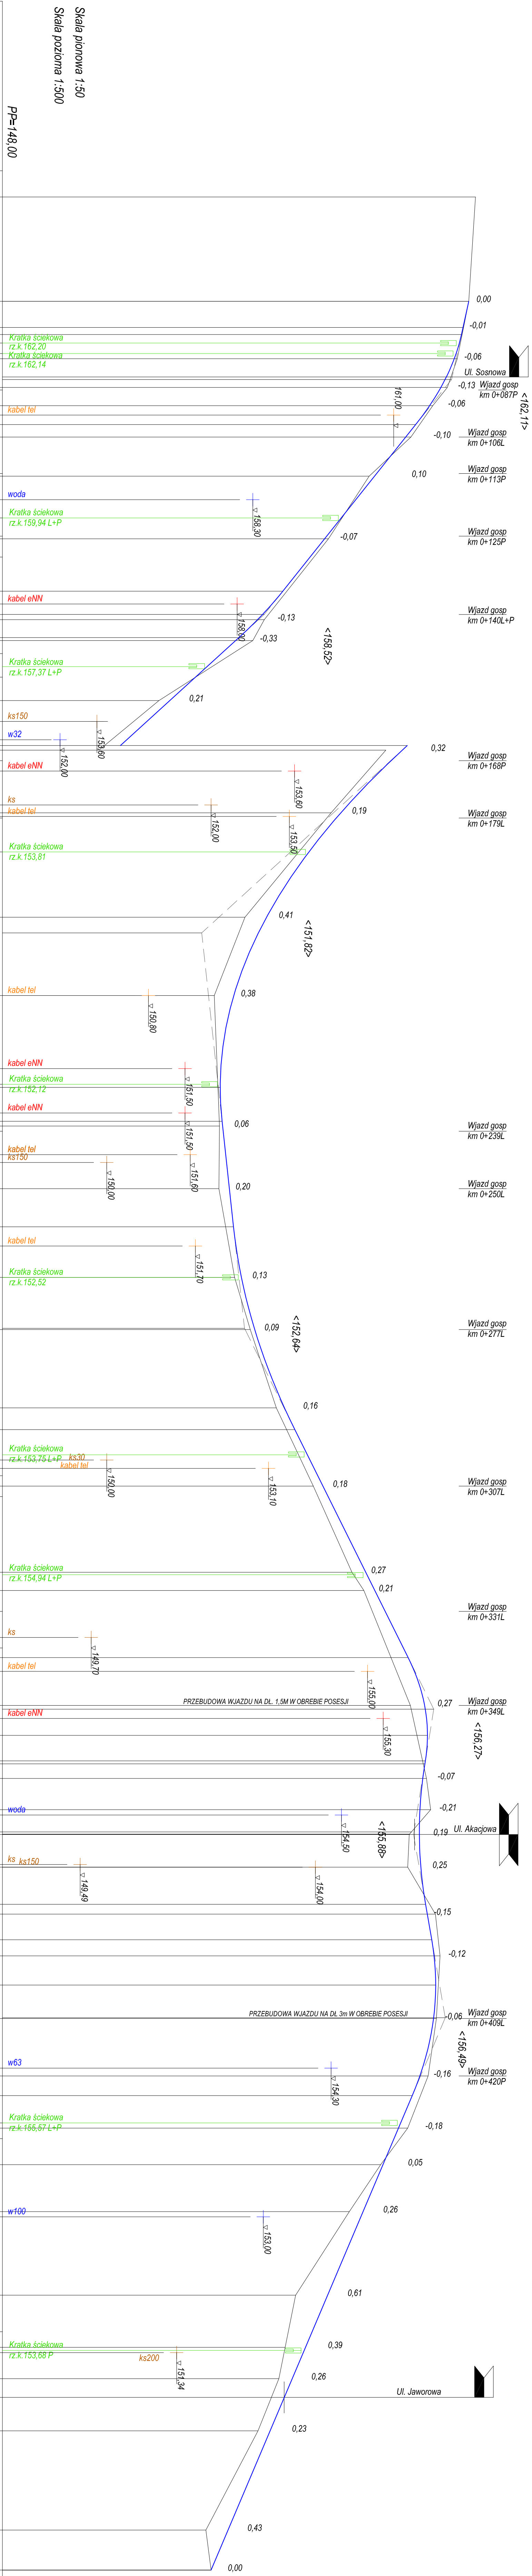 Skala pionowa 1:50
Skala pozioma 1:500
PP=148,00
0,00
-0,01
Kratka ściekowa
rz.k.162,20
Kratka ściekowa
rz.k.162,14
-0,06
Ul. Sosnowa
<162,11>
-0,13
Wjazd gosp
km 0+087P
-0,06
161,00
kabel tel
-0,10
Wjazd gosp
km 0+106L
0,10
Wjazd gosp
km 0+113P
woda
158,30
Kratka ściekowa
rz.k.159,94 L+P
-0,07
Wjazd gosp
km 0+125P
kabel eNN
158,00
-0,13
Wjazd gosp
km 0+140L+P
-0,33
<158,52>
Kratka ściekowa
rz.k.157,37 L+P
0,21
ks150
153,60
w32
152,00
0,32
Wjazd gosp
km 0+168P
kabel eNN
153,60
ks
152,00
kabel tel
153,50
0,19
Wjazd gosp
km 0+179L
Kratka ściekowa
rz.k.153,81
0,41
<151,82>
kabel tel
150,80
0,38
kabel eNN
151,50
Kratka ściekowa
rz.k.152,12
kabel eNN
151,50
0,06
Wjazd gosp
km 0+239L
kabel tel
151,60
ks150
150,00
0,20
Wjazd gosp
km 0+250L
kabel tel
151,70
Kratka ściekowa
rz.k.152,52
0,13
0,09
<152,64>
Wjazd gosp
km 0+277L
0,16
Kratka ściekowa
rz.k.153,75 L+P
ks30
150,00
kabel tel
153,10
0,18
Wjazd gosp
km 0+307L
Kratka ściekowa
rz.k.154,94 L+P
0,27
0,21
Wjazd gosp
km 0+331L
ks
149,70
kabel tel
155,00
PRZEBUDOWA WJAZDU NA DŁ. 1,5M W OBREBIE POSESJI
0,27
Wjazd gosp
km 0+349L
kabel eNN
155,30
<156,27>
-0,07
-0,21
woda
154,50
<155,88>
0,19
Ul. Akacjowa
ks
149,49
ks150
154,00
0,25
-0,15
-0,12
PRZEBUDOWA WJAZDU NA DŁ 3m W OBREBIE POSESJI
-0,06
Wjazd gosp
km 0+409L
<156,49>
w63
154,30
-0,16
Wjazd gosp
km 0+420P
Kratka ściekowa
rz.k.155,57 L+P
-0,18
0,05
0,26
w100
153,00
0,61
Kratka ściekowa
rz.k.153,68 P
ks200
151,34
0,39
0,26
Ul. Jaworowa
0,23
0,43
0,00